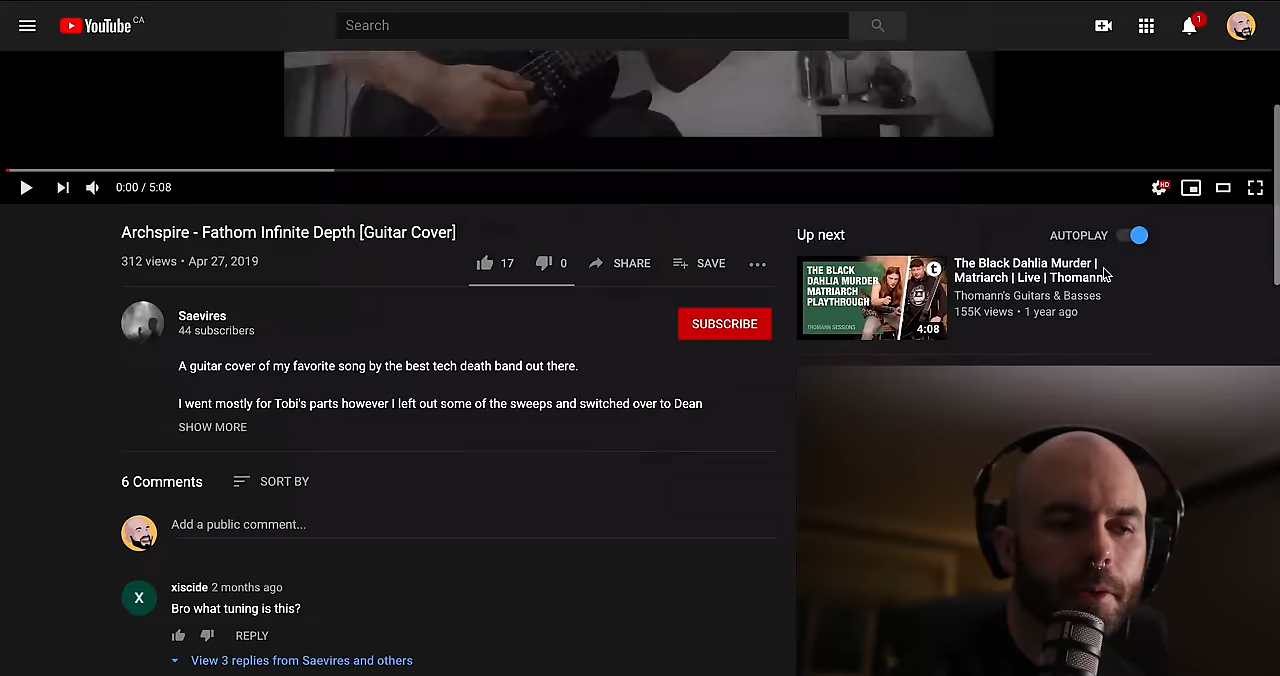 YouTube CA
Search
1
HD
0:00 / 5:08
Archspire - Fathom Infinite Depth [Guitar Cover]
312 views • Apr 27, 2019
17
0
SHARE
SAVE
Saevires
44 subscribers
SUBSCRIBE
A guitar cover of my favorite song by the best tech death band out there.
I went mostly for Tobi's parts however I left out some of the sweeps and switched over to Dean
SHOW MORE
6 Comments
SORT BY
Add a public comment...
X
xiscide 2 months ago
Bro what tuning is this?
REPLY
View 3 replies from Saevires and others
Up next
AUTOPLAY
THE BLACK
DAHLIA MURDER
MATRIARCH
PLAYTHROUGH
THOMANN SESSIONS
t
4:08
The Black Dahlia Murder |
Matriarch | Live | Thomann
Thomann's Guitars & Basses
155K views • 1 year ago